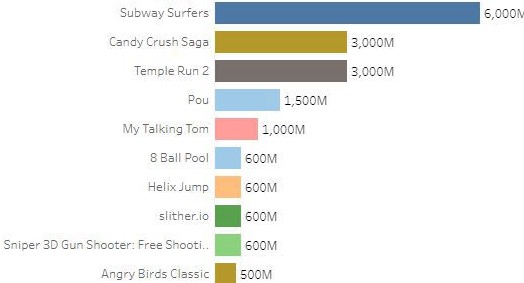 Subway Surfers 6,000M
Candy Crush Saga 3,000M
Temple Run 2 3,000M
Pou 1,500M
My Talking Tom 1,000M
8 Ball Pool 600M
Helix Jump 600M
slither.io 600M
Sniper 3D Gun Shooter: Free Shooti.. 600M
Angry Birds Classic 500M